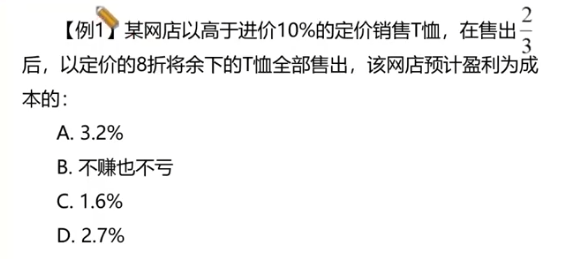 【例1】某网店以高于进价10%的定价销售T恤，在售出2/3
后，以定价的8折将余下的T恤全部售出，该网店预计盈利为成
本的：
A. 3.2%
B. 不赚也不亏
C. 1.6%
D. 2.7%